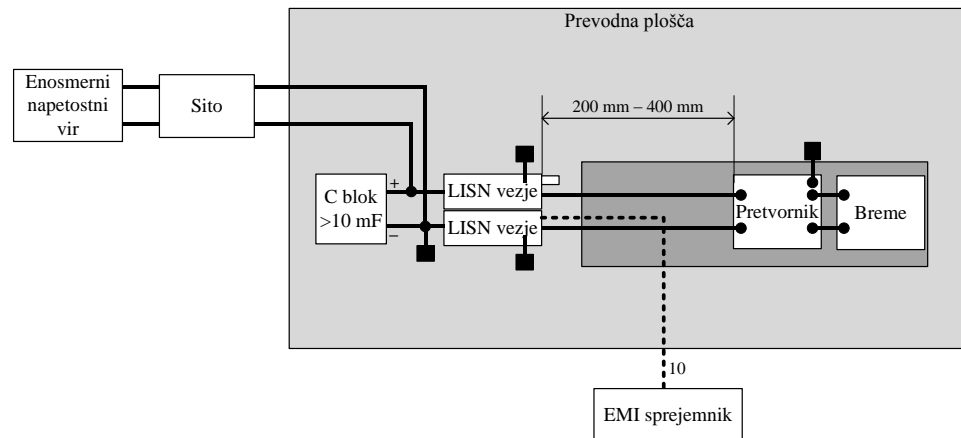 Prevodna plošča
Enosmerni
napetostni
vir
Sito
200 mm – 400 mm
C blok
>10 mF
+
–
LISN vezje
LISN vezje
Pretvornik
Breme
10
EMI sprejemnik